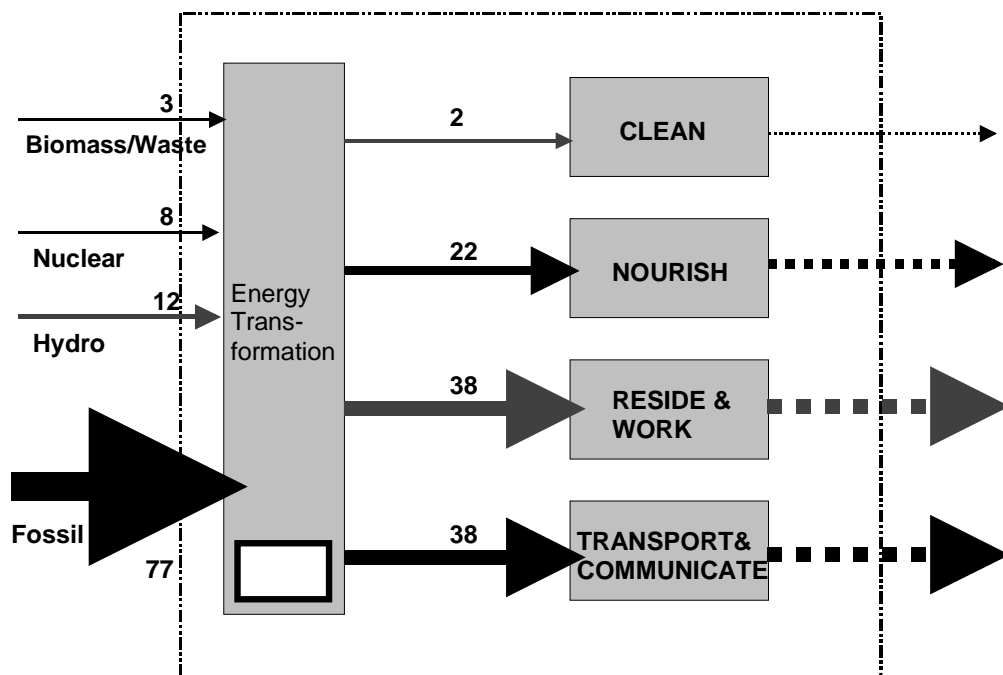 3
Biomass/Waste
8
Nuclear
12
Hydro
Fossil
77
Energy
Trans-
formation
2
22
38
38
CLEAN
NOURISH
RESIDE &
WORK
TRANSPORT&
COMMUNICATE